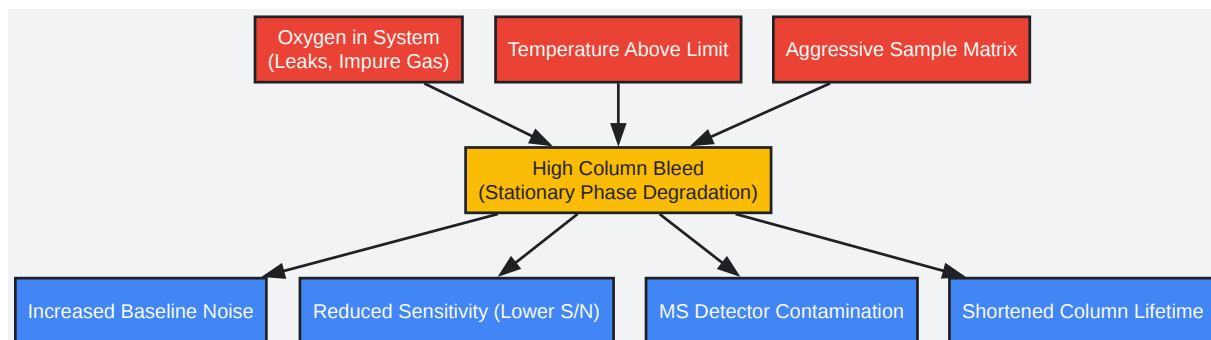 Oxygen in System
(Leaks, Impure Gas)
Temperature Above Limit
Aggressive Sample Matrix
High Column Bleed
(Stationary Phase Degradation)
Increased Baseline Noise
Reduced Sensitivity (Lower S/N)
MS Detector Contamination
Shortened Column Lifetime